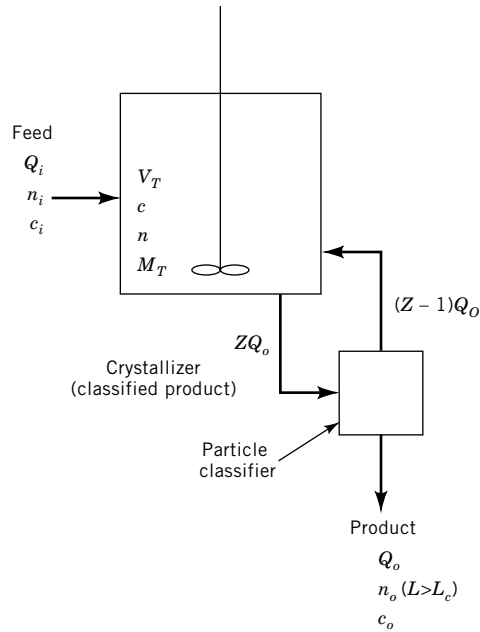 Feed
Q_i
n_i
c_i
V_T
c
n
M_T
(Z – 1)Q_O
ZQ_o
Crystallizer
(classified product)
Particle
classifier
Product
Q_o
n_o (L>L_c)
c_o